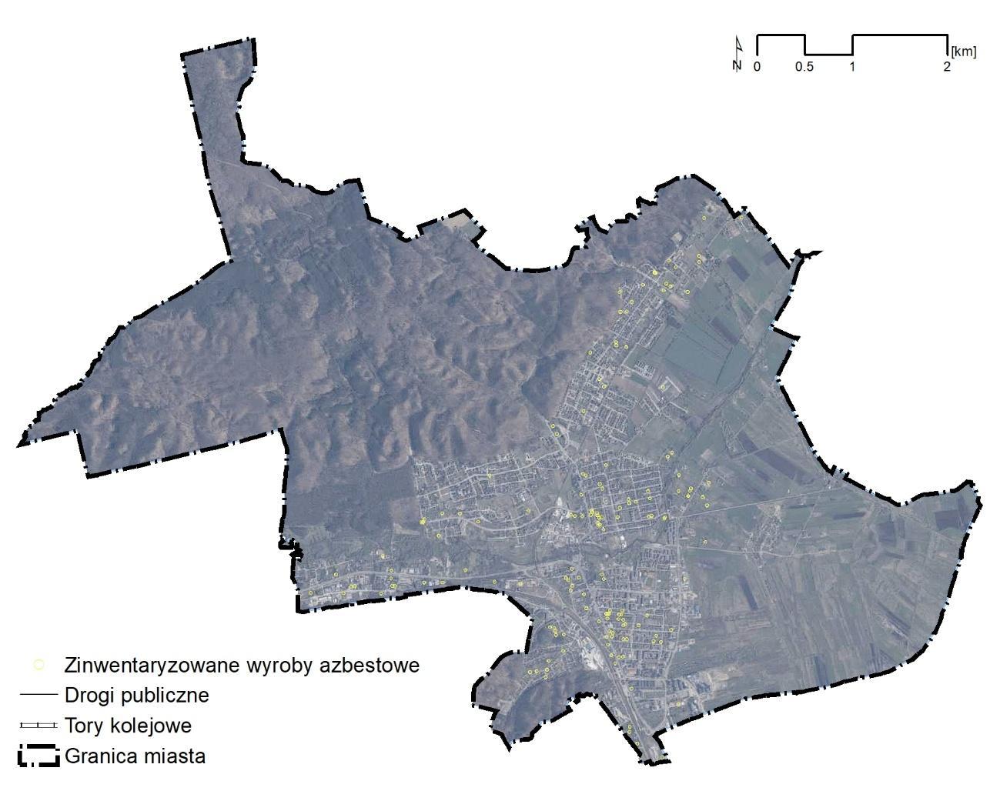 [km]
N 0 0.5 1 2
Zinwentaryzowane wyroby azbestowe
Drogi publiczne
Tory kolejowe
Granica miasta